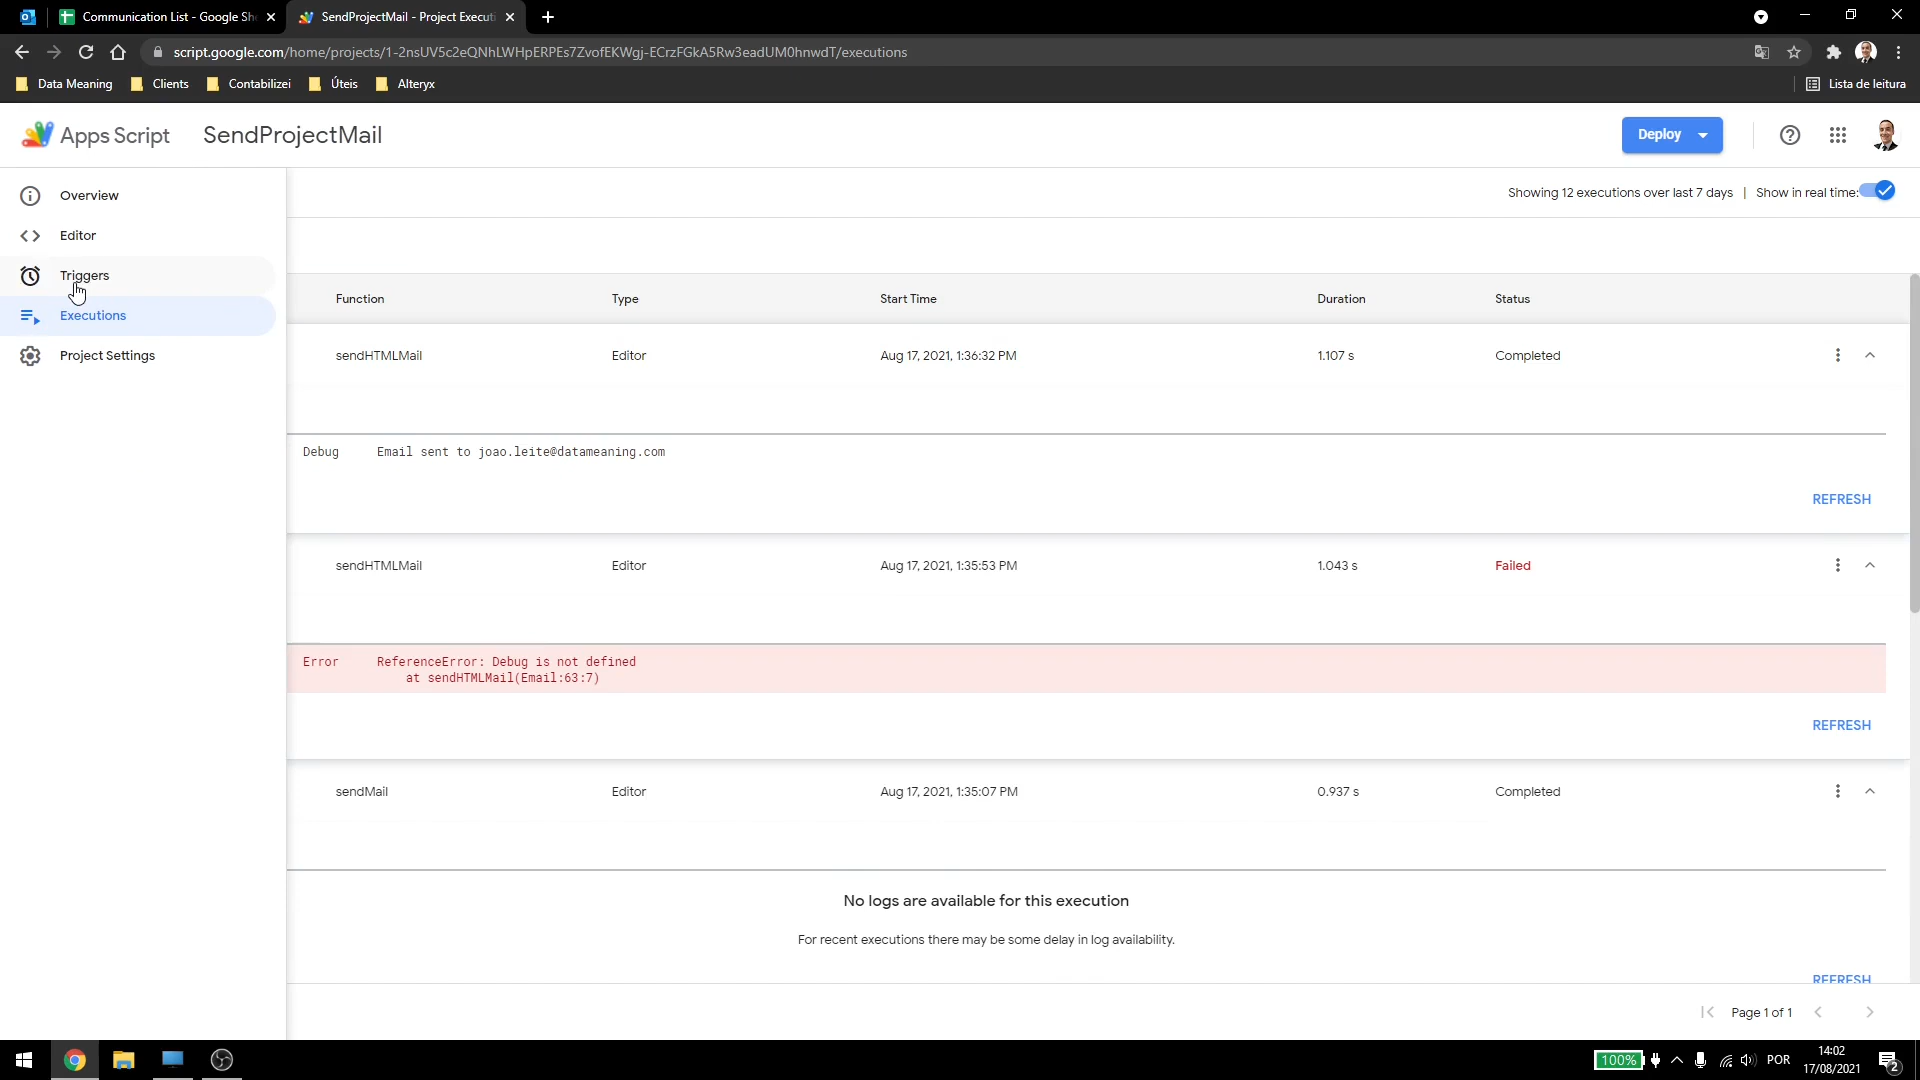 Communication List - Google She
SendProjectMail - Project Executi
script.google.com/home/projects/1-2nsUV5c2eQNhLWHpERPEs7ZvofEKWgj-ECrzFGkA5Rw3eadUM0hnwdT/executions
Data Meaning
Clients
Contabilizei
Úteis
Alteryx
Lista de leitura
Apps Script
SendProjectMail
Deploy
Overview
Showing 12 executions over last 7 days | Show in real time:
Editor
Triggers
Executions
Project Settings
Function Type Start Time Duration Status
sendHTMLMail Editor Aug 17, 2021, 1:36:32 PM 1.107 s Completed
Debug Email sent to joao.leite@datameaning.com
REFRESH
sendHTMLMail Editor Aug 17, 2021, 1:35:53 PM 1.043 s Failed
Error ReferenceError: Debug is not defined
at sendHTMLMail(Email:63:7)
REFRESH
sendMail Editor Aug 17, 2021, 1:35:07 PM 0.937 s Completed
No logs are available for this execution
For recent executions there may be some delay in log availability.
REFRESH
Page 1 of 1
100%
POR
14:02
17/08/2021
2